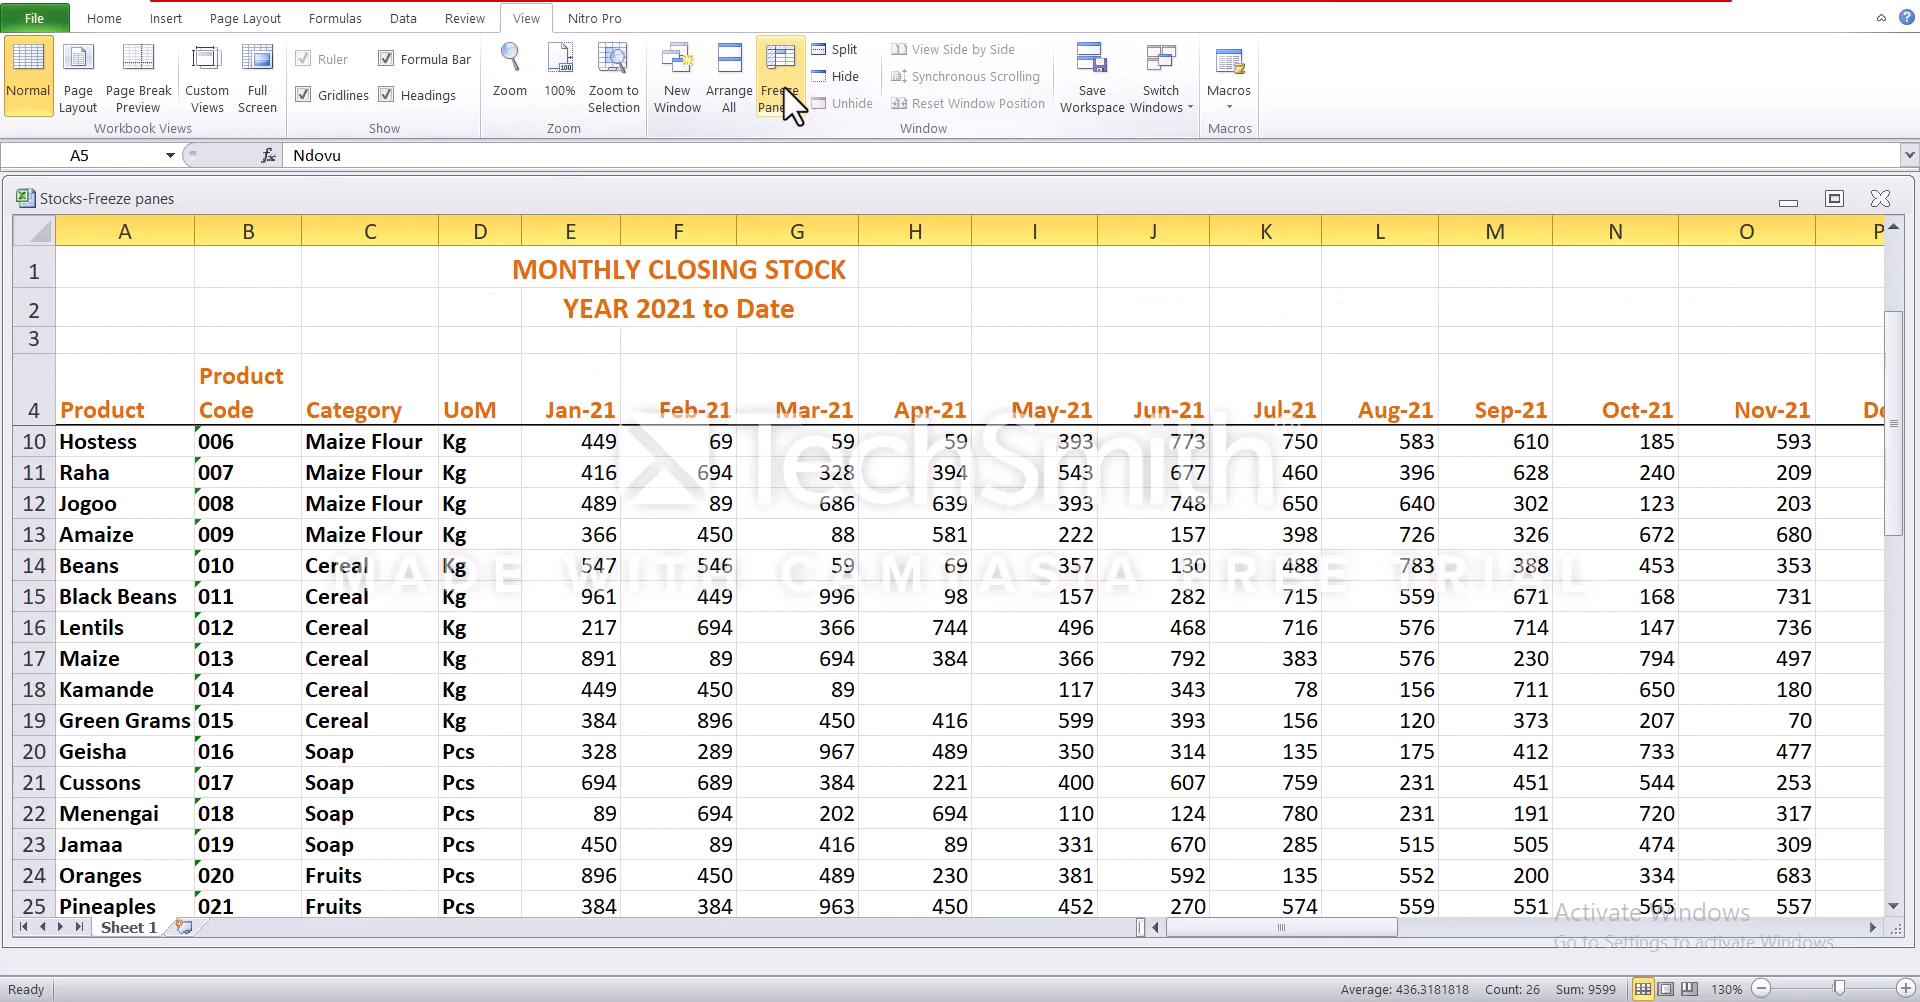 File Home Insert Page Layout Formulas Data Review View Nitro Pro
Normal Page Layout Page Break Preview Custom Views Full Screen
Workbook Views
Ruler Formula Bar
Gridlines Headings
Show
Zoom 100% Zoom to Selection
Zoom
New Window Arrange All Freeze
Split
Hide
Unhide
View Side by Side
Synchronous Scrolling
Reset Window Position
Window
Save Workspace Switch Windows
Macros
Macros
A5 fx Ndovu
Stocks-Freeze panes
A B C D E F G H I J K L M N O P
1 MONTHLY CLOSING STOCK
2 YEAR 2021 to Date
3
4 Product Product Code Category UoM Jan-21 Feb-21 Mar-21 Apr-21 May-21 Jun-21 Jul-21 Aug-21 Sep-21 Oct-21 Nov-21 De
10 Hostess 006 Maize Flour Kg 449 69 59 59 393 773 750 583 610 185 593
11 Raha 007 Maize Flour Kg 416 694 328 394 543 677 460 396 628 240 209
12 Jogoo 008 Maize Flour Kg 489 89 686 639 393 748 650 640 302 123 203
13 Amaize 009 Maize Flour Kg 366 450 88 581 222 157 398 726 326 672 680
14 Beans 010 Cereal Kg 547 546 59 69 357 130 488 783 388 453 353
15 Black Beans 011 Cereal Kg 961 449 996 98 157 282 715 559 671 168 731
16 Lentils 012 Cereal Kg 217 694 366 744 496 468 716 576 714 147 736
17 Maize 013 Cereal Kg 891 89 694 384 366 792 383 576 230 794 497
18 Kamande 014 Cereal Kg 449 450 89 117 343 78 156 711 650 180
19 Green Grams 015 Cereal Kg 384 896 450 416 599 393 156 120 373 207 70
20 Geisha 016 Soap Pcs 328 289 967 489 350 314 135 175 412 733 477
21 Cussons 017 Soap Pcs 694 689 384 221 400 607 759 231 451 544 253
22 Menengai 018 Soap Pcs 89 694 202 694 110 124 780 231 191 720 317
23 Jamaa 019 Soap Pcs 450 89 416 89 331 670 285 515 505 474 309
24 Oranges 020 Fruits Pcs 896 450 489 230 381 592 135 552 200 334 683
25 Pineaples 021 Fruits Pcs 384 384 963 450 452 270 574 559 551 565 557
TechSmith
MADE WITH CAMTASIA FREE TRIAL
Activate Windows
Go to Settings to activate Windows.
Sheet 1
Ready Average: 436.3181818 Count: 26 Sum: 9599 130%